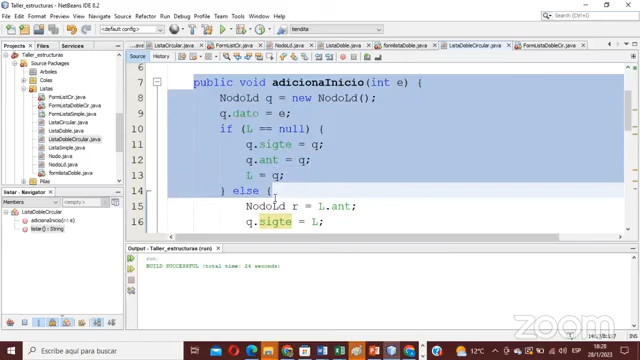 Taller_estructuras - NetBeans IDE 8.2
File Edit View Navigate Source Refactor Run Debug Profile Team Tools Window Help
Search (Ctrl+I)
<default config>
tendita
Projects Files Services
ListaCircular.java FormListCir.java NodoLd.java ListaDoble.java formlistaDoble.java ListaDobleCircular.java FormListaDobleCir.java
Source History
Taller_estructuras
Source Packages
Arboles
Colas
Listas
FormListCir.java
FormListaDobleCir.java
FormListaSimple.java
ListaCircular.java
ListaDoble.java
ListaDobleCircular.java
ListaSimple.java
Nodo.java
NodoLd.java
formlistaDoble.java
Pilas
6
7 public void adicionaInicio(int e) {
8 NodoLd q = new NodoLd();
9 q.dato = e;
10 if (L == null) {
11 q.sigte = q;
12 q.ant = q;
13 L = q;
14 } else {
15 NodoLd r = L.ant;
16 q.sigte = L;
listar - Navigator
Members <empty>
ListaDobleCircular
adicionaInicio(int e)
listar() : String
Output - Taller_estructuras (run)
run:
BUILD SUCCESSFUL (total time: 24 seconds)
zoom
Escribe aquí para buscar
12°C
ESP
18:28
28/1/2023